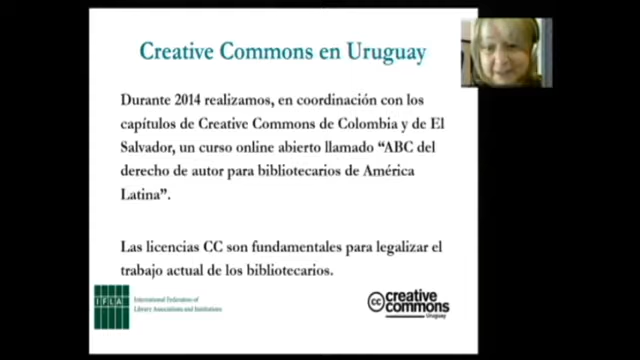 Creative Commons en Uruguay
Durante 2014 realizamos, en coordinación con los
capítulos de Creative Commons de Colombia y de El
Salvador, un curso online abierto llamado “ABC del
derecho de autor para bibliotecarios de América
Latina”.
Las licencias CC son fundamentales para legalizar el
trabajo actual de los bibliotecarios.
IFLA
International Federation of
Library Associations and Institutions
cc creative
commons
Uruguay